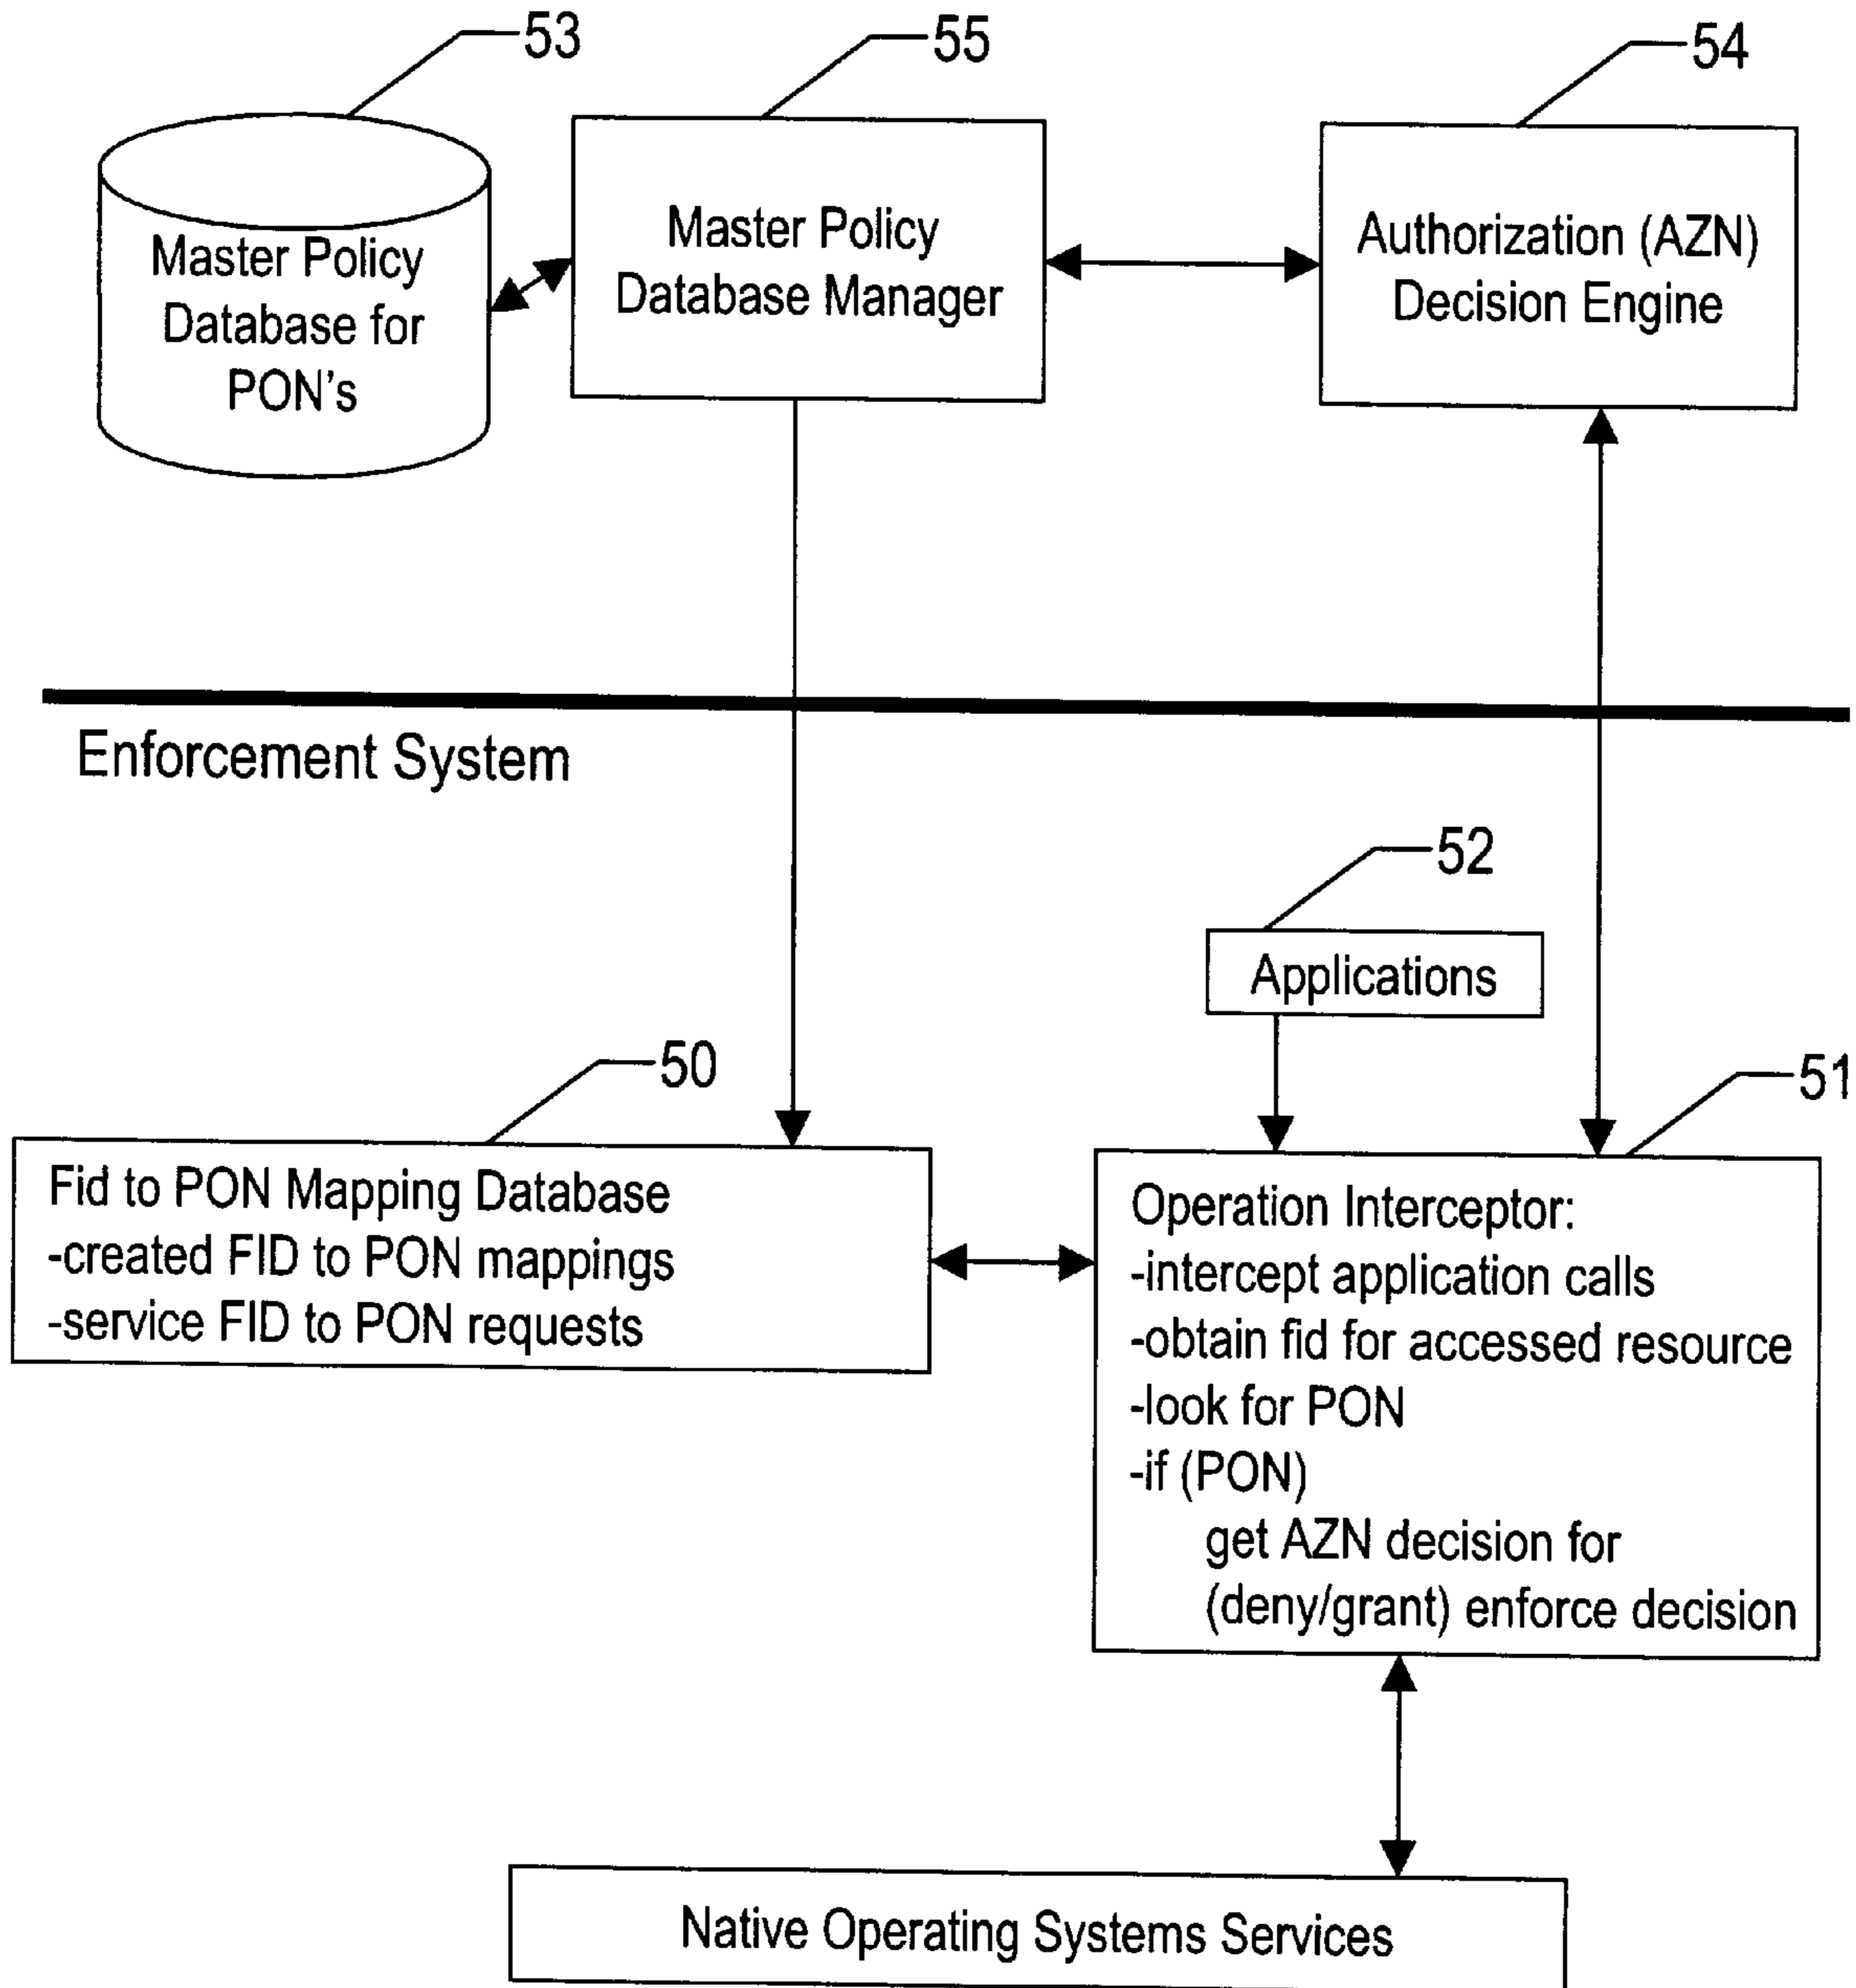 53
55
54
Master Policy
Database for
PON's
Master Policy
Database Manager
Authorization (AZN)
Decision Engine
Enforcement System
52
Applications
50
51
Fid to PON Mapping Database
-created FID to PON mappings
-service FID to PON requests
Operation Interceptor:
-intercept application calls
-obtain fid for accessed resource
-look for PON
-if (PON)
get AZN decision for
(deny/grant) enforce decision
Native Operating Systems Services